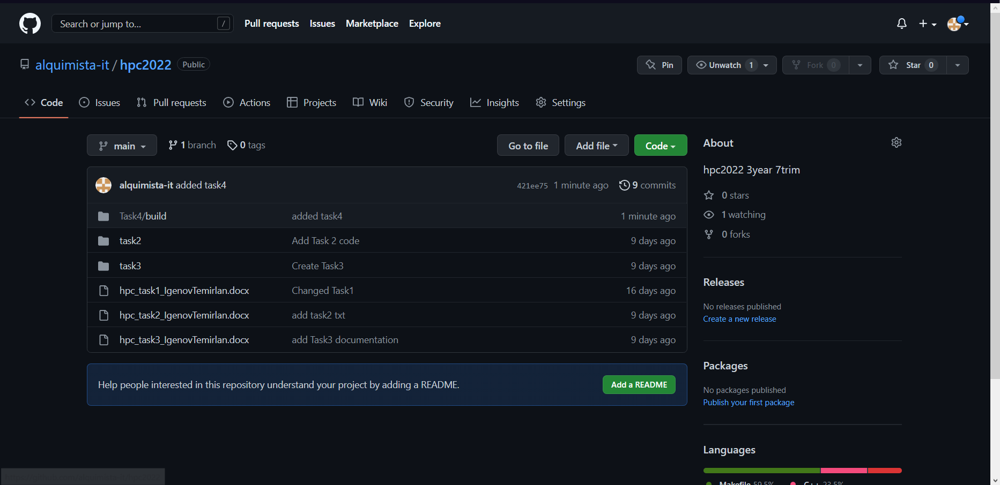 Search or jump to... / Pull requests Issues Marketplace Explore
alquimista-it / hpc2022 Public Pin Unwatch 1 Fork 0 Star 0
Code Issues Pull requests Actions Projects Wiki Security Insights Settings
main 1 branch 0 tags Go to file Add file Code
alquimista-it added task4 421ee75 1 minute ago 9 commits
Task4/build added task4 1 minute ago
task2 Add Task 2 code 9 days ago
task3 Create Task3 9 days ago
hpc_task1_IgenovTemirlan.docx Changed Task1 16 days ago
hpc_task2_IgenovTemirlan.docx add task2 txt 9 days ago
hpc_task3_IgenovTemirlan.docx add Task3 documentation 9 days ago
Help people interested in this repository understand your project by adding a README. Add a README
About
hpc2022 3year 7trim
0 stars
1 watching
0 forks
Releases
No releases published
Create a new release
Packages
No packages published
Publish your first package
Languages
Makefile 59.5% C++ 23.5%